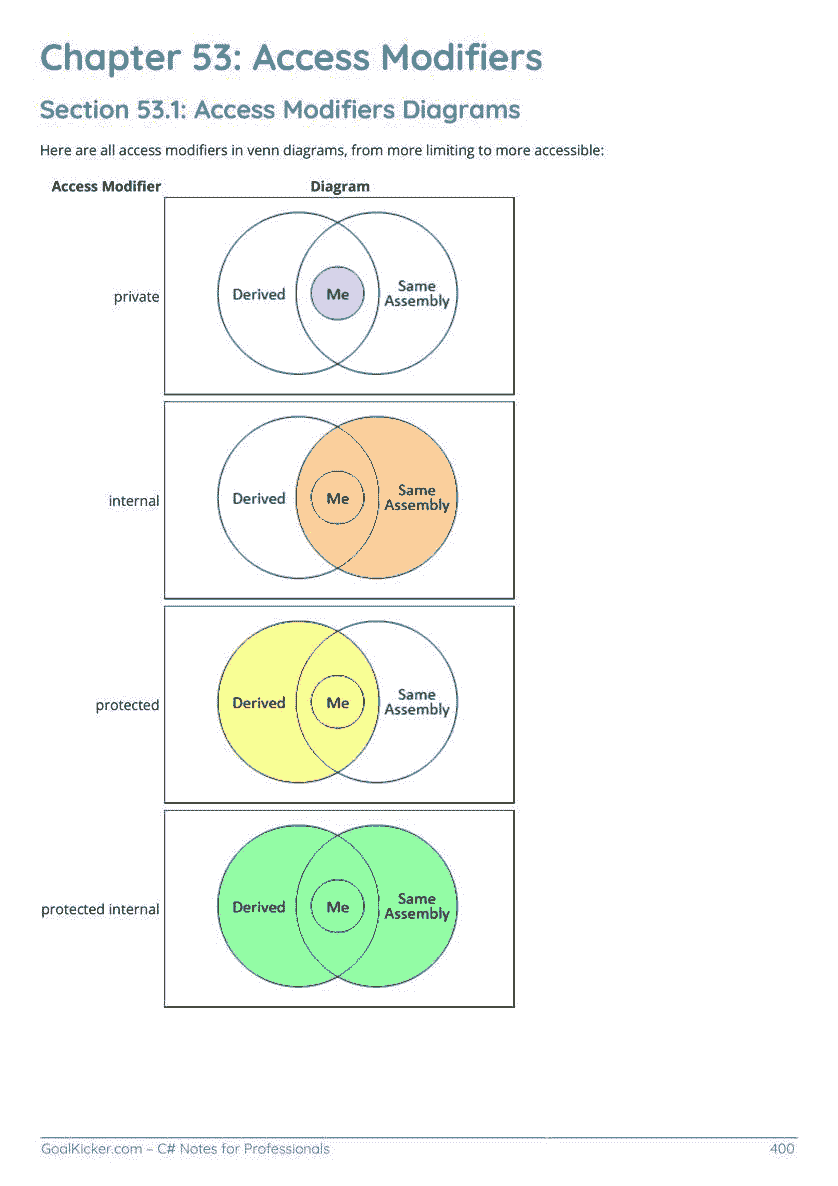 Chapter 53: Access Modifiers
Section 53.1: Access Modifiers Diagrams
Here are all access modifiers in venn diagrams, from more limiting to more accessible:
Access Modifier Diagram
private
Derived Me Same
Assembly
internal
Derived Me Same
Assembly
protected
Derived Me Same
Assembly
protected internal
Derived Me Same
Assembly
GoalKicker.com – C# Notes for Professionals 400